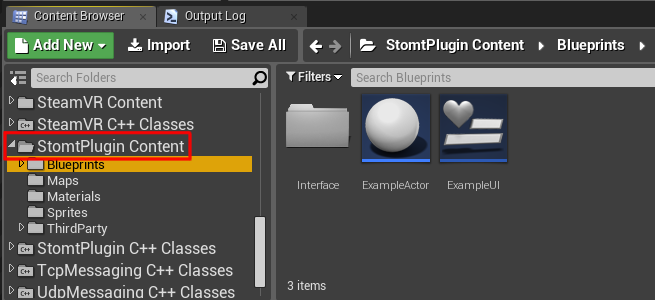 Content Browser
Output Log
Add New
Import
Save All
StomtPlugin Content
Blueprints
Search Folders
Filters
Search Blueprints
SteamVR Content
SteamVR C++ Classes
StomtPlugin Content
Blueprints
Maps
Materials
Sprites
ThirdParty
StomtPlugin C++ Classes
TcpMessaging C++ Classes
UdpMessaging C++ Classes
Interface
ExampleActor
ExampleUI
3 items